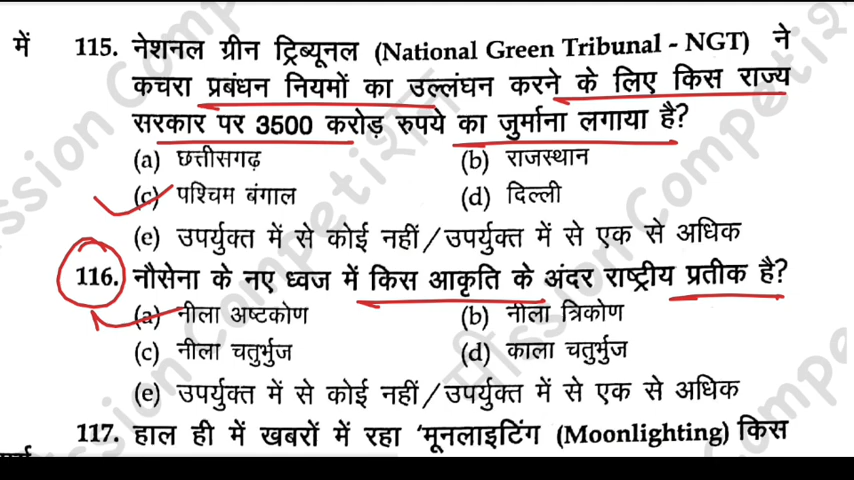 में 115. नेशनल ग्रीन ट्रिब्यूनल (National Green Tribunal - NGT) ने
कचरा प्रबंधन नियमों का उल्लंघन करने के लिए किस राज्य
सरकार पर 3500 करोड़ रुपये का जुर्माना लगाया है?
(a) छत्तीसगढ़ (b) राजस्थान
(c) पश्चिम बंगाल (d) दिल्ली
(e) उपर्युक्त में से कोई नहीं/उपर्युक्त में से एक से अधिक
116. नौसेना के नए ध्वज में किस आकृति के अंदर राष्ट्रीय प्रतीक है?
(a) नीला अष्टकोण (b) नीला त्रिकोण
(c) नीला चतुर्भुज (d) काला चतुर्भुज
(e) उपर्युक्त में से कोई नहीं/उपर्युक्त में से एक से अधिक
117. हाल ही में खबरों में रहा 'मूनलाइटिंग (Moonlighting) किस